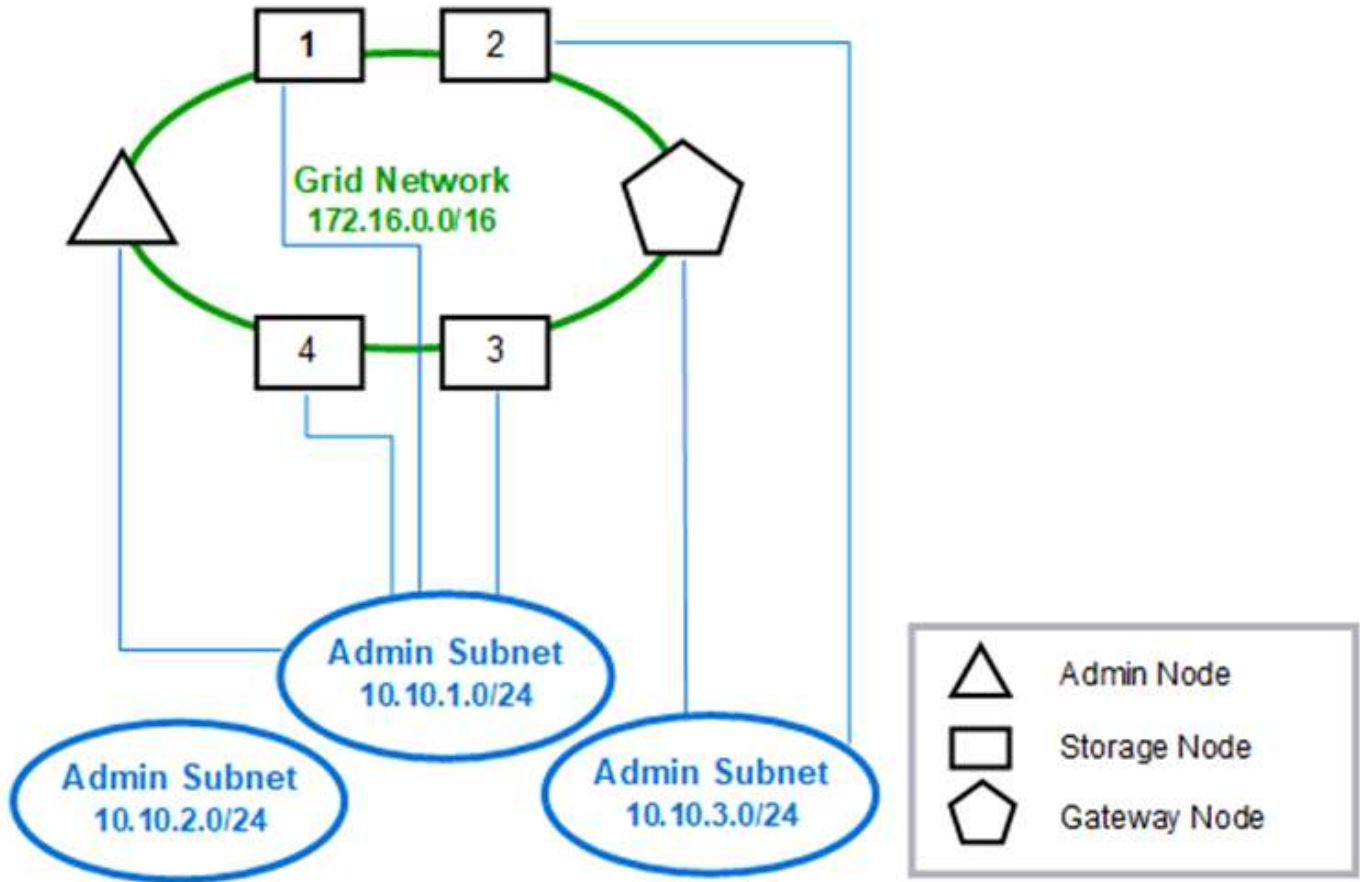 1
2
Grid Network
172.16.0.0/16
4
3
Admin Subnet
10.10.1.0/24
Admin Subnet
10.10.2.0/24
Admin Subnet
10.10.3.0/24
Admin Node
Storage Node
Gateway Node